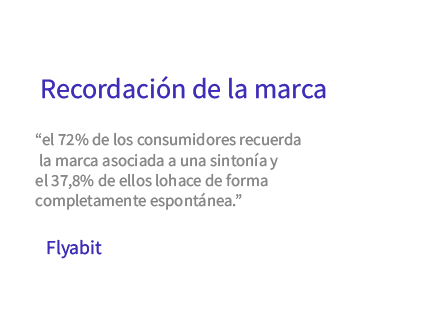 Recordación de la marca
“el 72% de los consumidores recuerda
la marca asociada a una sintonía y
el 37,8% de ellos lohace de forma
completamente espontánea.”
Flyabit